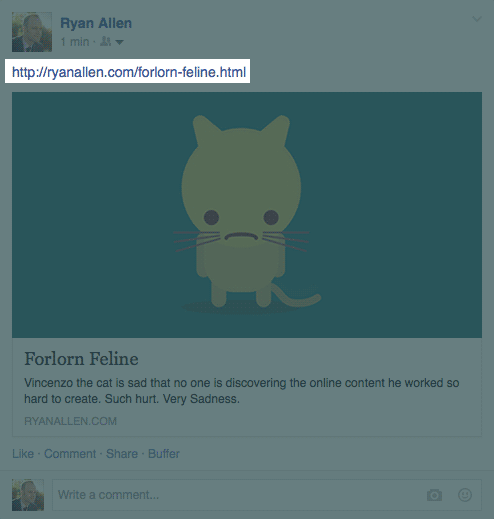 Ryan Allen
1 min ·
http://ryanallen.com/forlorn-feline.html
Forlorn Feline
Vincenzo the cat is sad that no one is discovering the online content he worked so
hard to create. Such hurt. Very Sadness.
RYANALLEN.COM
Like · Comment · Share · Buffer
Write a comment...